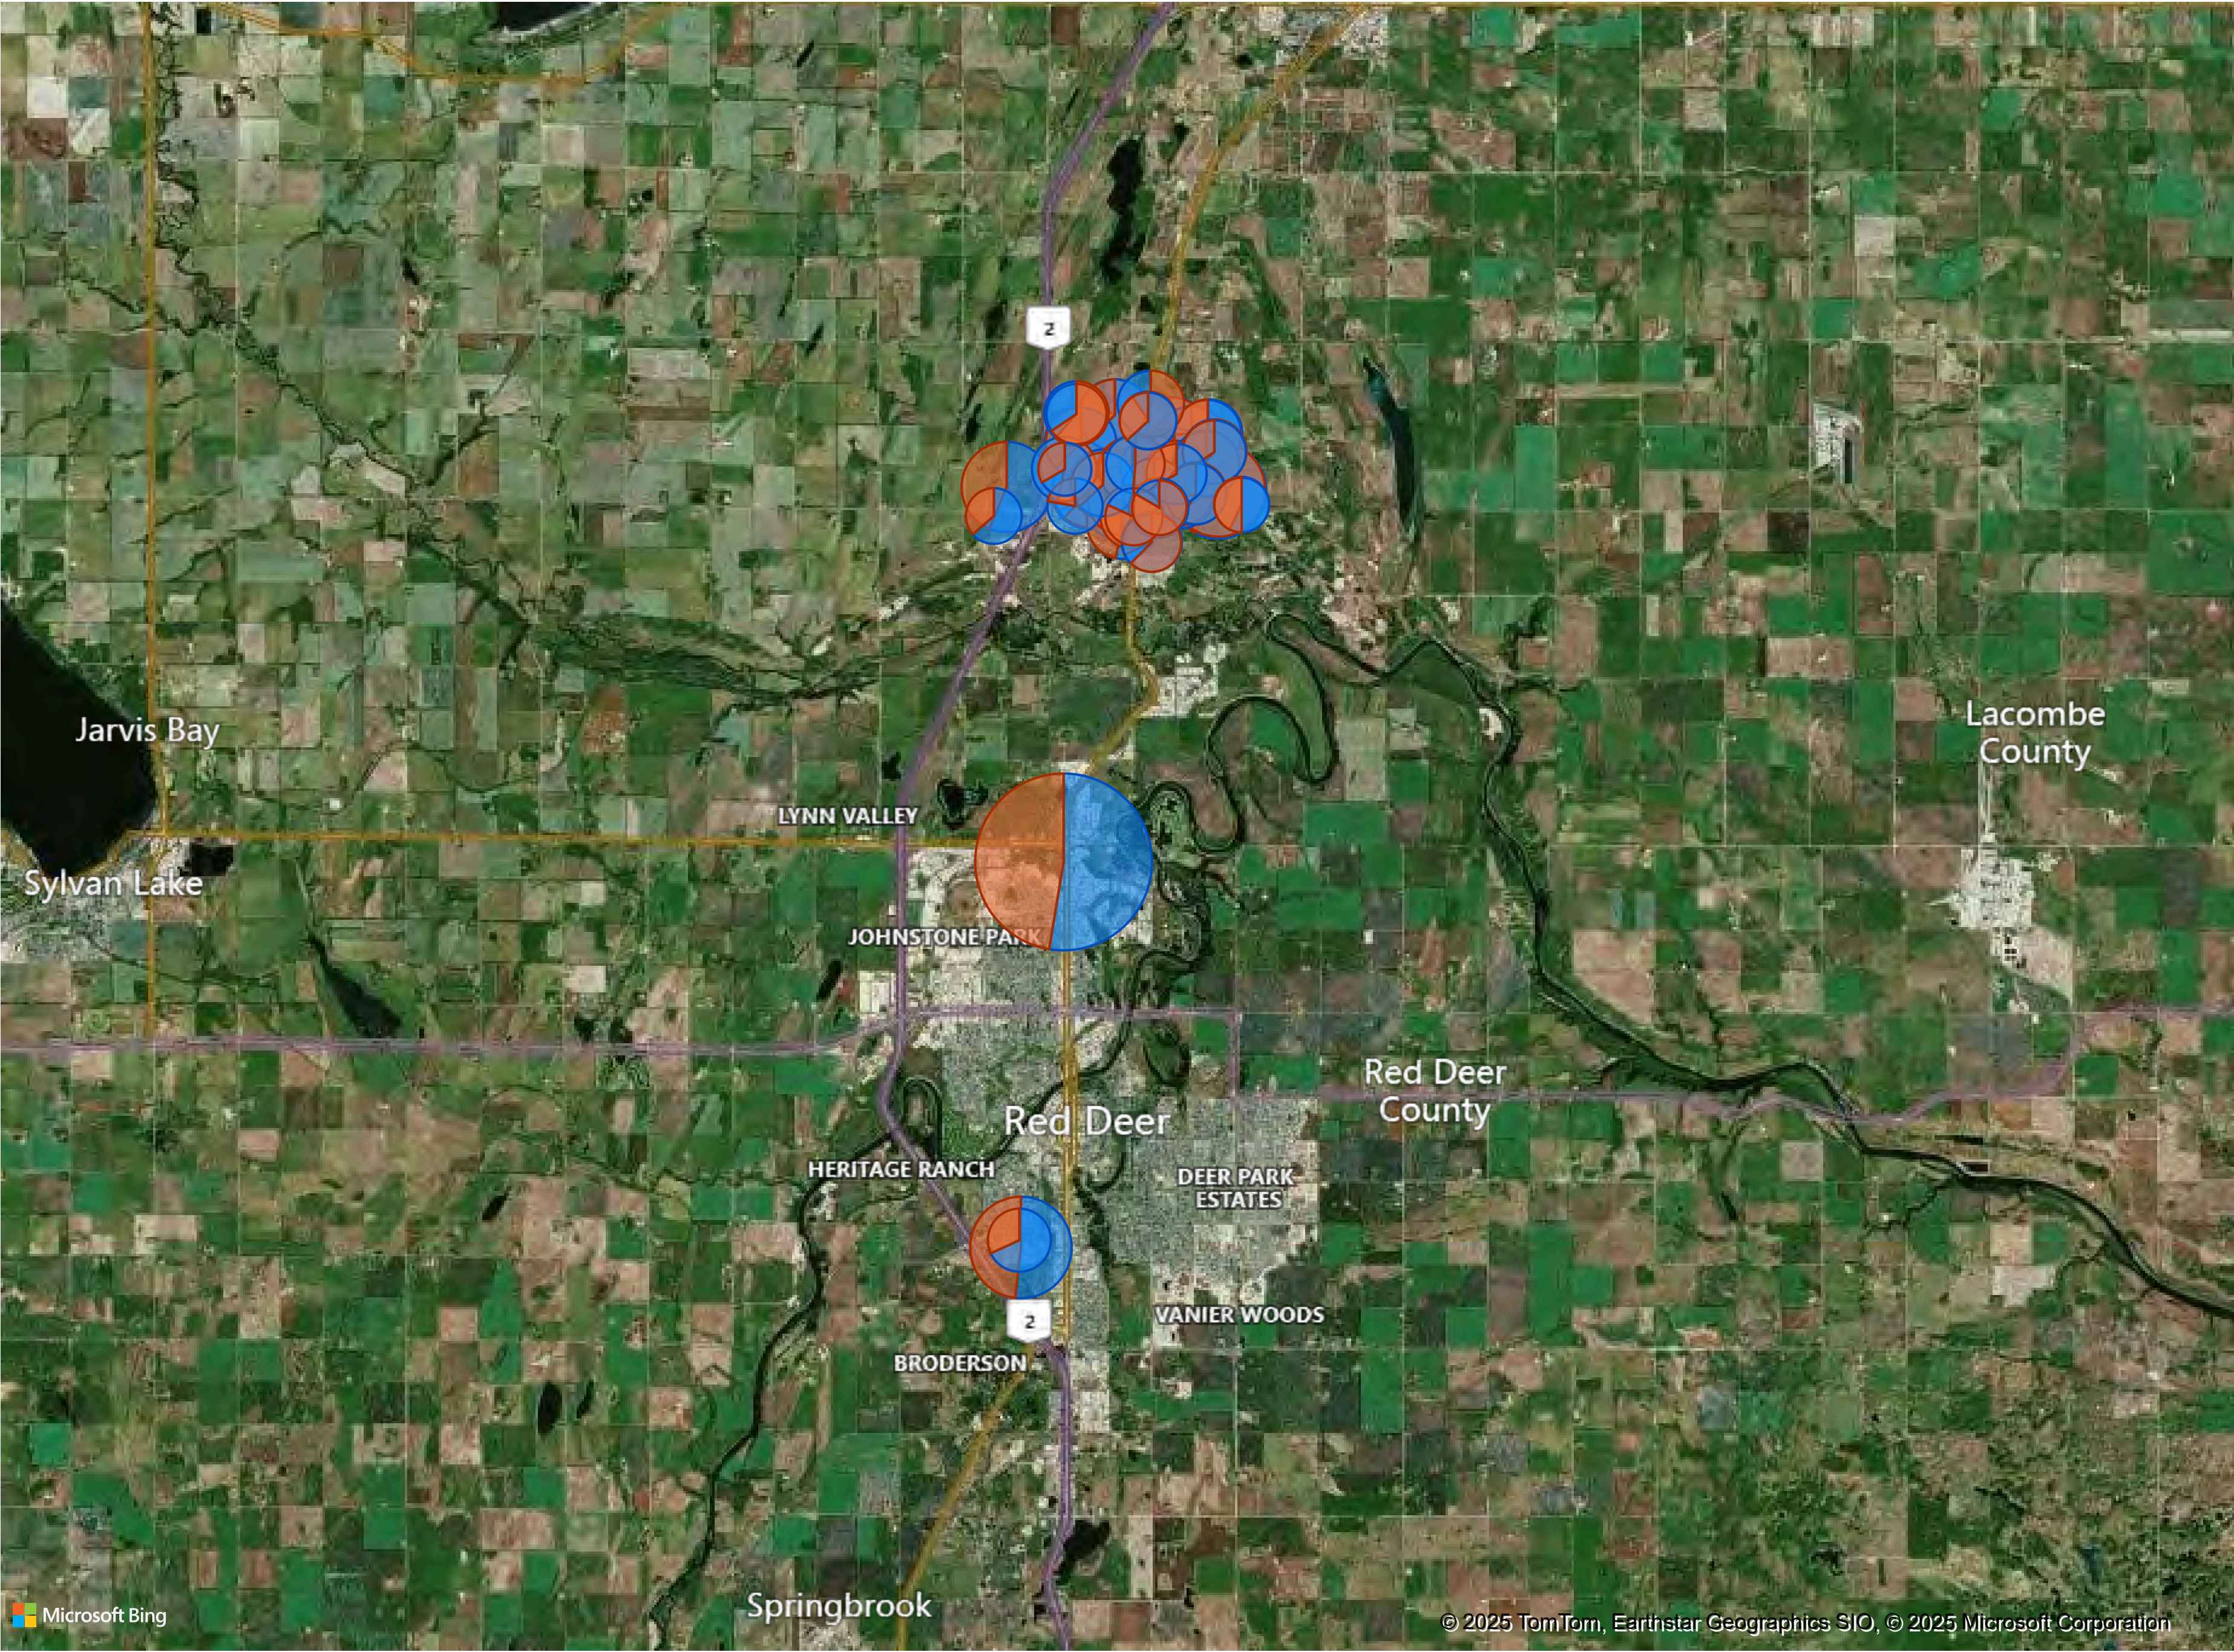 2
Jarvis Bay
Lacombe
County
LYNN VALLEY
Sylvan Lake
JOHNSTONE PARK
Red Deer
County
Red Deer
HERITAGE RANCH
DEER PARK
ESTATES
2
VANIER WOODS
BRODERSON
Springbrook
Microsoft Bing
© 2025 TomTom, Earthstar Geographics SIO, © 2025 Microsoft Corporation